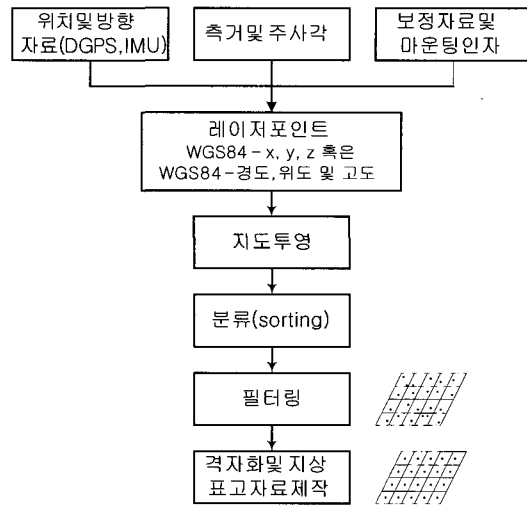 위치및방향
자료(DGPS,IMU)
측거및주사각
보정자료및
마운팅인자
레이저포인트
WGS84-x, y, z 혹은
WGS84-경도,위도 및 고도
지도투영
분류(sorting)
필터링
격자화및 지상
표고자료제작